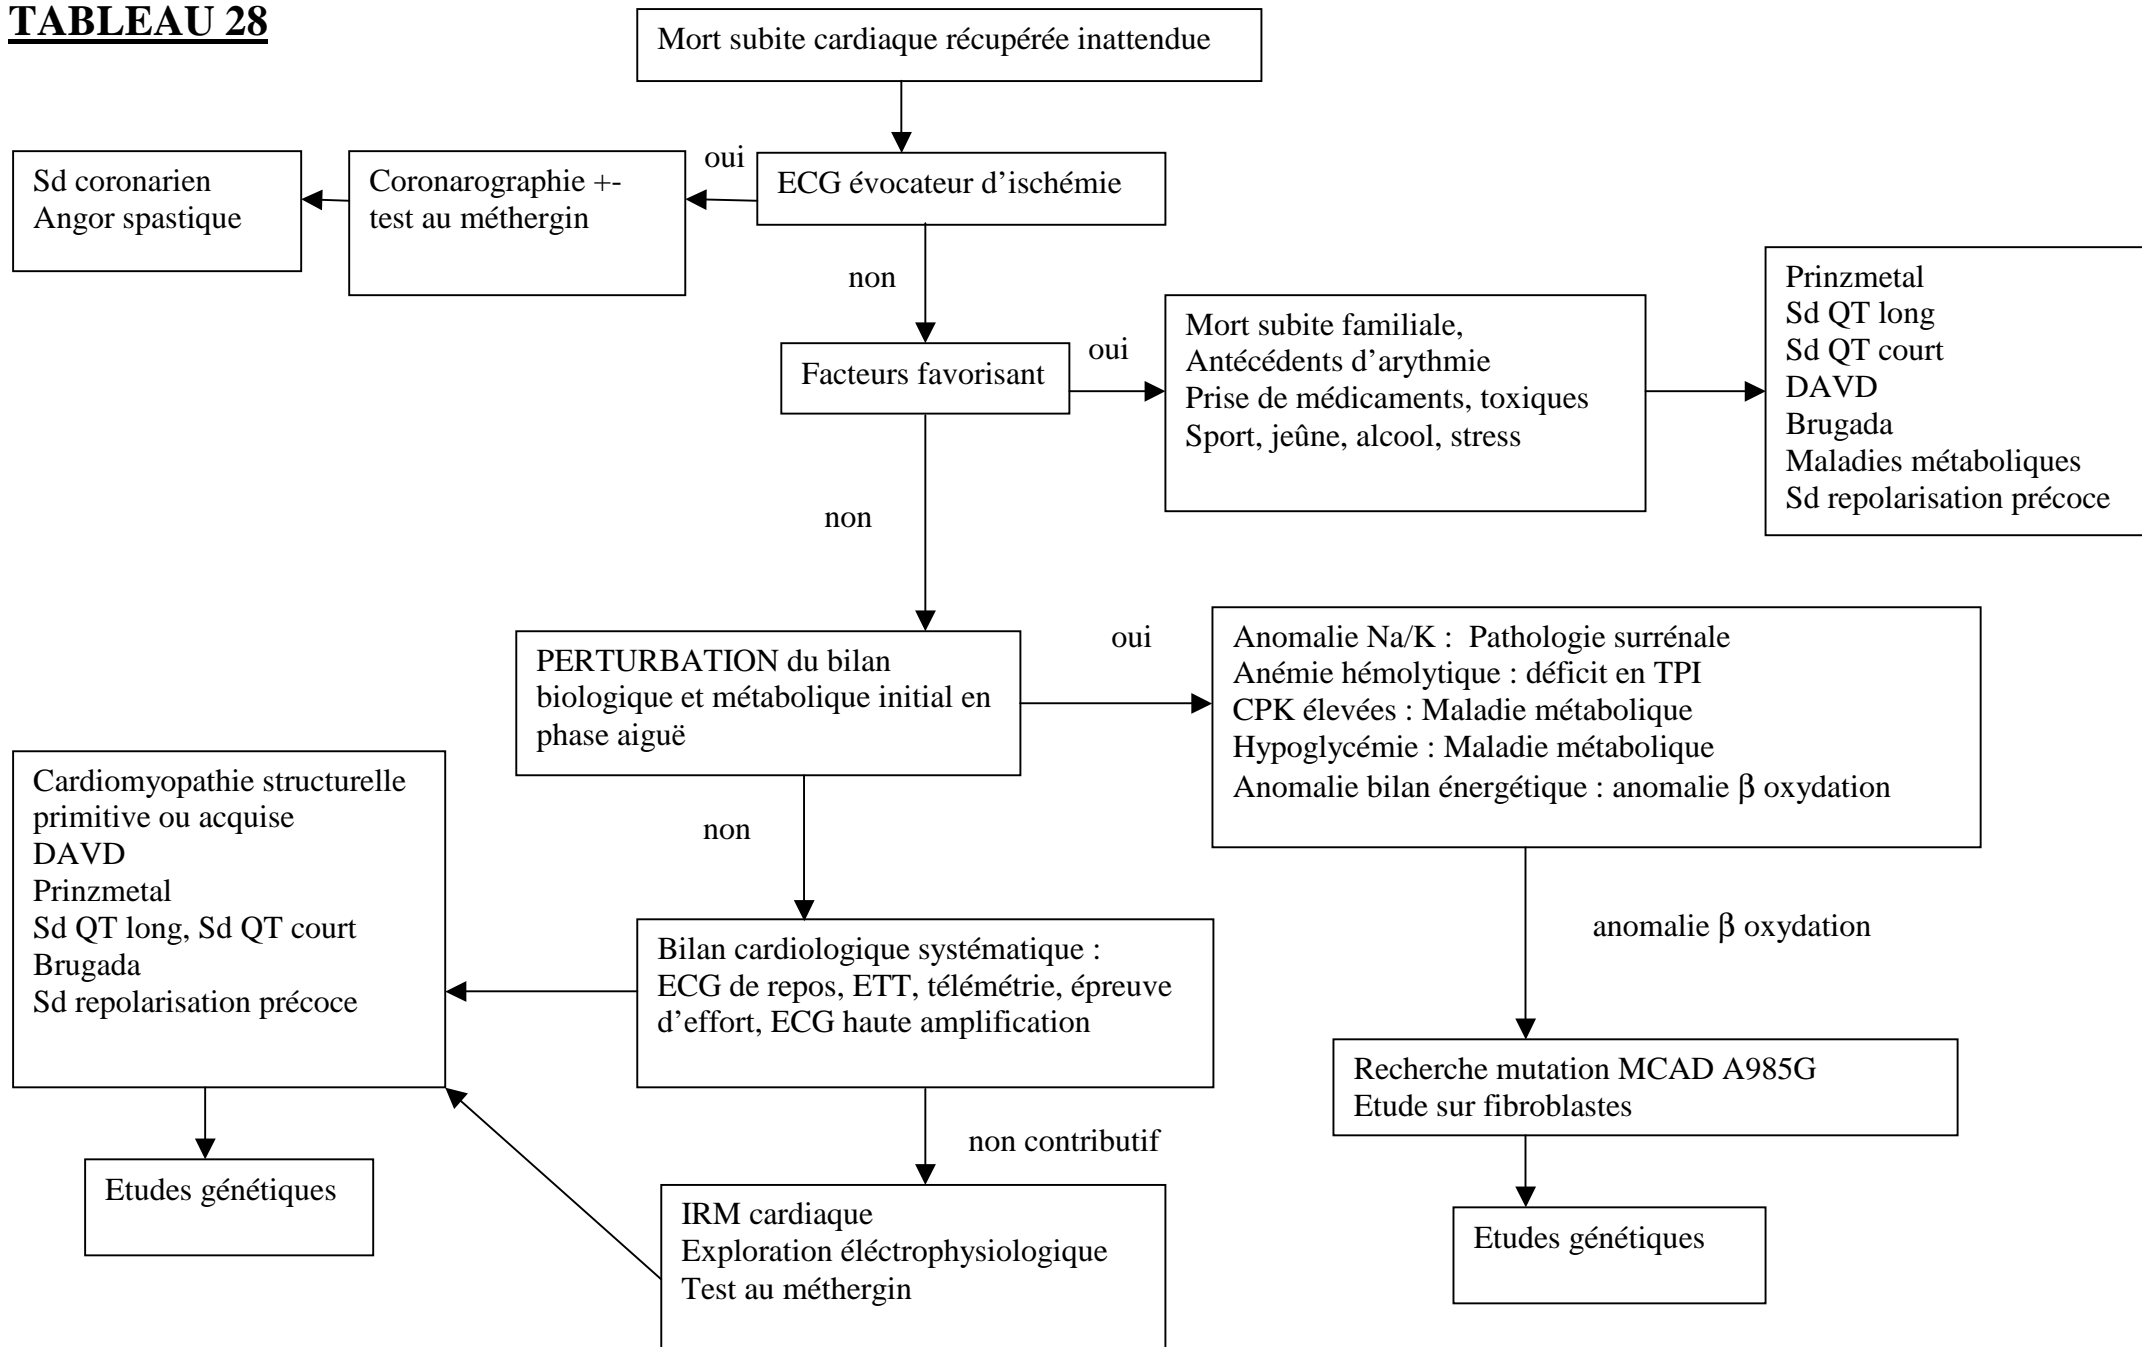 TABLEAU 28
Mort subite cardiaque récupérée inattendue
oui
ECG évocateur d’ischémie
Coronarographie +-
test au méthergin
Sd coronarien
Angor spastique
non
Facteurs favorisant
oui
Mort subite familiale,
Antécédents d’arythmie
Prise de médicaments, toxiques
Sport, jeûne, alcool, stress
Prinzmetal
Sd QT long
Sd QT court
DAVD
Brugada
Maladies métaboliques
Sd repolarisation précoce
non
PERTURBATION du bilan
biologique et métabolique initial en
phase aiguë
oui
Anomalie Na/K :  Pathologie surrénale
Anémie hémolytique : déficit en TPI
CPK élevées : Maladie métabolique
Hypoglycémie : Maladie métabolique
Anomalie bilan énergétique : anomalie β oxydation
non
anomalie β oxydation
Bilan cardiologique systématique :
ECG de repos, ETT, télémétrie, épreuve
d’effort, ECG haute amplification
Cardiomyopathie structurelle
primitive ou acquise
DAVD
Prinzmetal
Sd QT long, Sd QT court
Brugada
Sd repolarisation précoce
Recherche mutation MCAD A985G
Etude sur fibroblastes
non contributif
Etudes génétiques
IRM cardiaque
Exploration éléctrophysiologique
Test au méthergin
Etudes génétiques